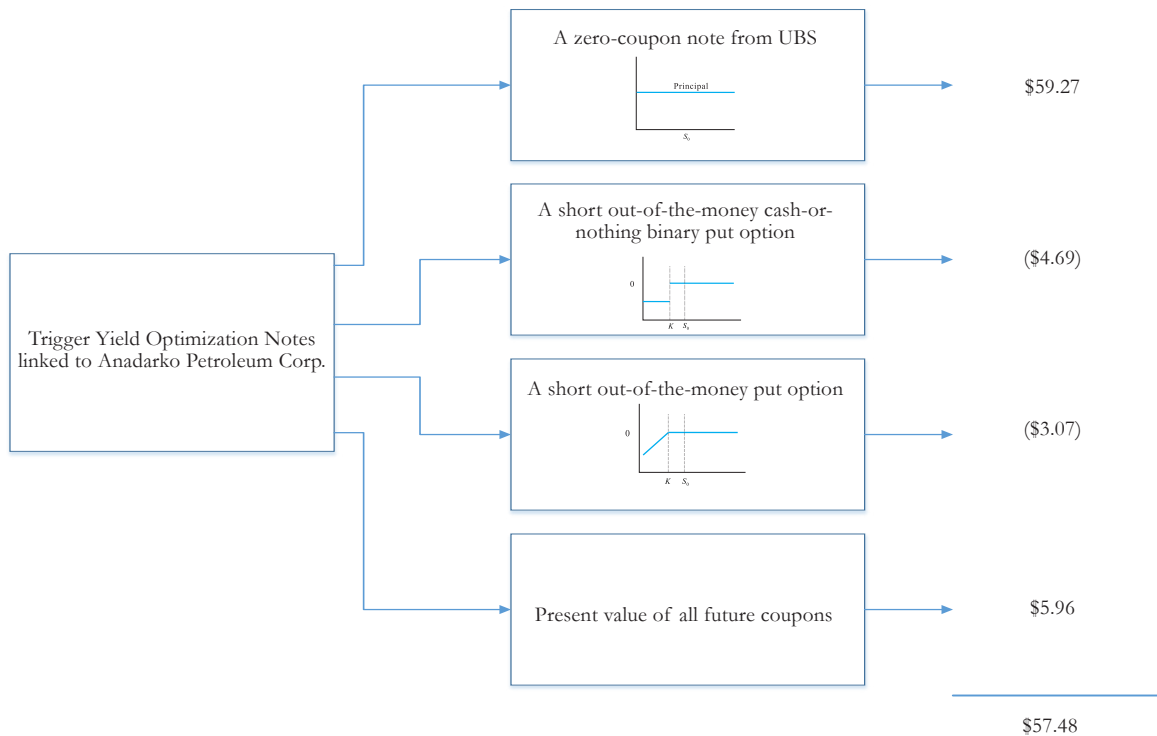 A zero-coupon note from UBS
Principal
S0
$59.27
A short out-of-the-money cash-or-
nothing binary put option
0
K S0
($4.69)
Trigger Yield Optimization Notes
linked to Anadarko Petroleum Corp.
A short out-of-the-money put option
0
K S0
($3.07)
Present value of all future coupons
$5.96
$57.48